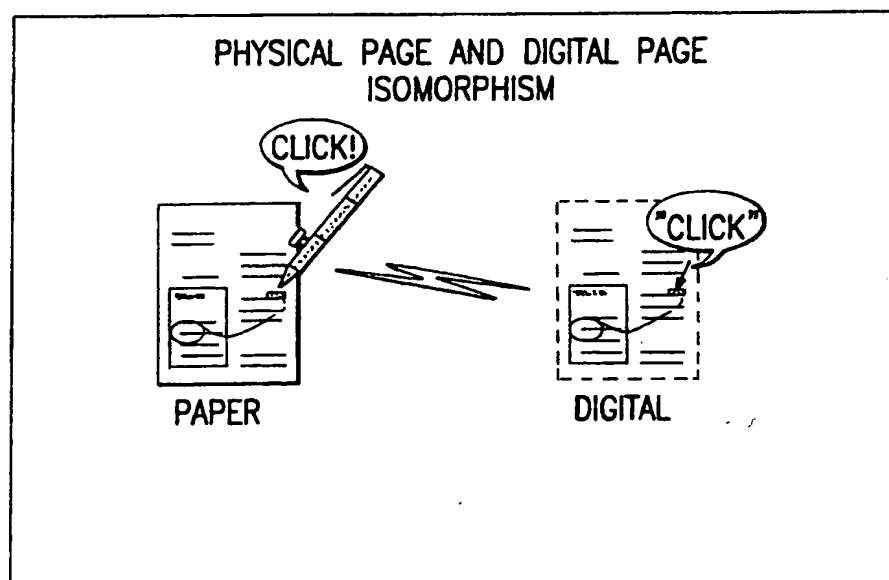 PHYSICAL PAGE AND DIGITAL PAGE
ISOMORPHISM
CLICK!
"CLICK"
PAPER
DIGITAL